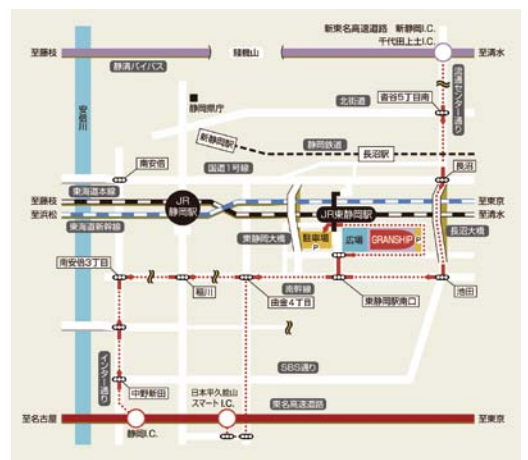 新東名高速道路 新静岡I.C.
千代田上土I.C.
至藤枝
至清水
静清バイパス
流通センター通り
北街道
沓谷5丁目南
静岡県庁
安倍川
新静岡駅
静岡鉄道
長沼駅
南安倍
国道1号線
長沼
東海道本線
至藤枝
至東京
JR
静岡駅
JR東静岡駅
至浜松
至清水
東海道新幹線
東静岡大橋
駐車場
P
広場
GRANSHIP
P
長沼大橋
南安倍3丁目
南幹線
稲川
曲金4丁目
東静岡駅南口
池田
SBS通り
インター通り
中野新田
日本平久能山
スマートI.C.
東名高速道路
至名古屋
至東京
静岡I.C.